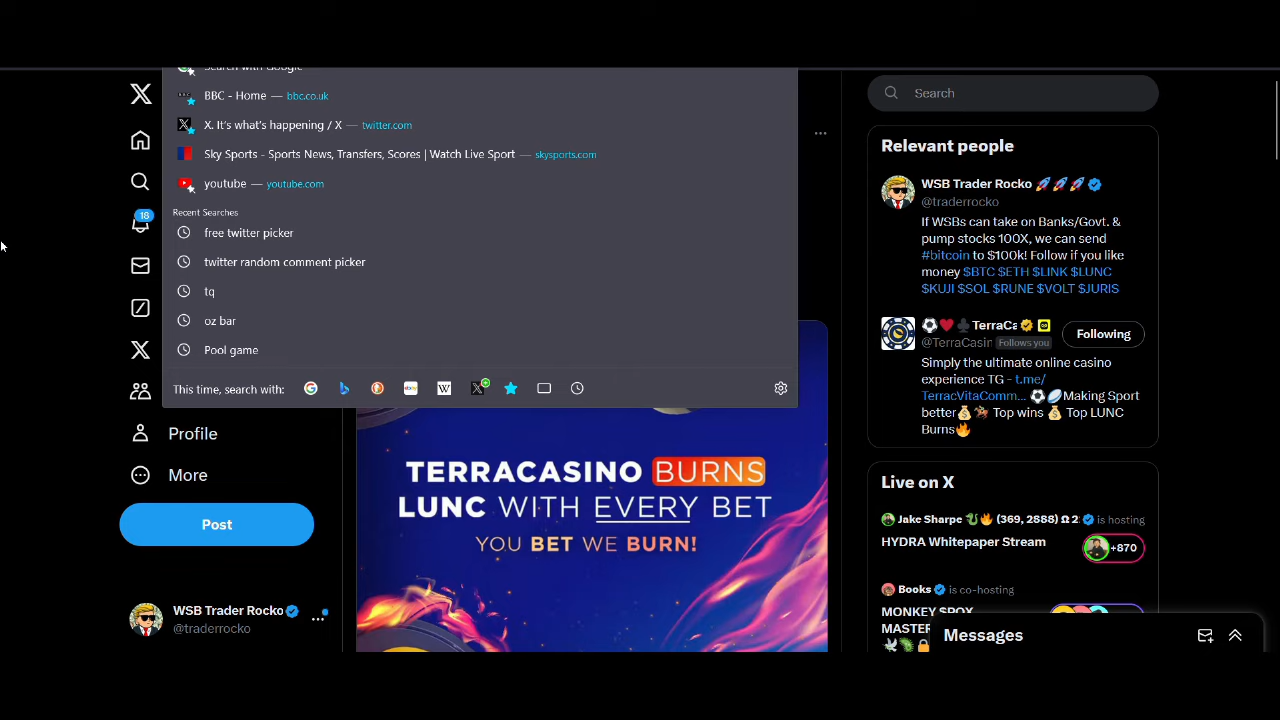 Search with Google
BBC - Home — bbc.co.uk
X. It's what's happening / X — twitter.com
Sky Sports - Sports News, Transfers, Scores | Watch Live Sport — skysports.com
youtube — youtube.com
Recent Searches
free twitter picker
twitter random comment picker
tq
oz bar
Pool game
This time, search with:
18
Profile
More
Post
WSB Trader Rocko
@traderrocko
TERRACASINO BURNS
LUNC WITH EVERY BET
YOU BET WE BURN!
Search
Relevant people
WSB Trader Rocko 🚀🚀🚀
@traderrocko
If WSBs can take on Banks/Govt. &
pump stocks 100X, we can send
#bitcoin to $100k! Follow if you like
money $BTC $ETH $LINK $LUNC
$KUJI $SOL $RUNE $VOLT $JURIS
⚽❤️♣️TerraCa
@TerraCasin Follows you
Following
Simply the ultimate online casino
experience TG - t.me/
TerracVitaComm... ⚽🏉Making Sport
better💰🏇 Top wins 💰 Top LUNC
Burns🔥
Live on X
Jake Sharpe 🐉🔥 (369, 2888) Ω 2 is hosting
HYDRA Whitepaper Stream
+870
Books is co-hosting
MONKEY $POX
MASTER
Messages